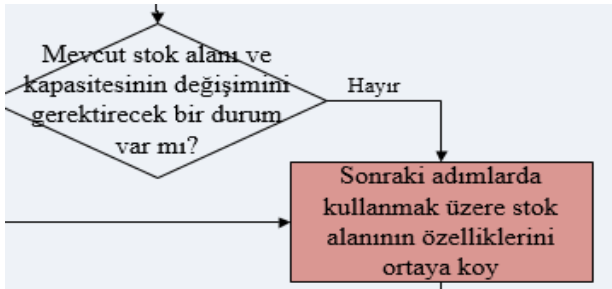 Mevcut stok alanı ve
kapasitesinin değişimini
gerektirecek bir durum
var mı?
Hayır
Sonraki adımlarda
kullanmak üzere stok
alanının özelliklerini
ortaya koy